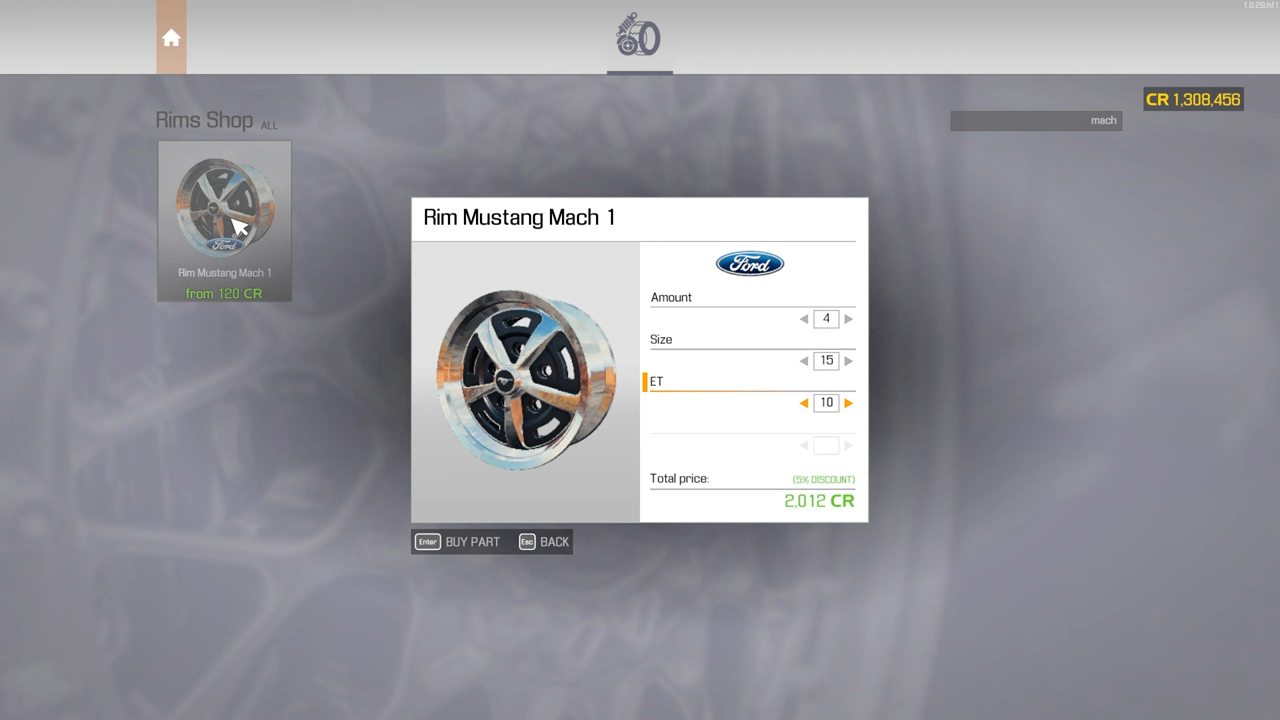 1.0.29.hf1
CR 1,308,456
Rims Shop ALL
mach
Ford
Rim Mustang Mach 1
from 120 CR
Rim Mustang Mach 1
Ford
Amount
4
Size
15
ET
10
Total price:
(5% DISCOUNT)
2,012 CR
Enter BUY PART Esc BACK